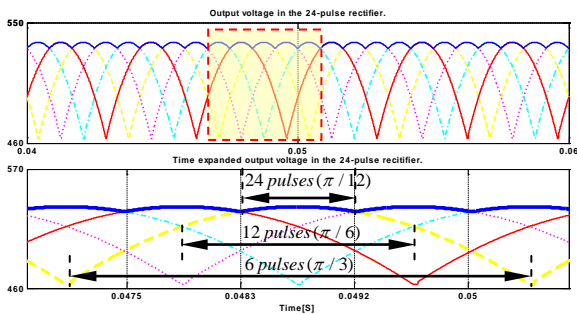 Output voltage in the 24-pulse rectifier.
550
460
0.04 0.05 0.06
Time expanded output voltage in the 24-pulse recitifier.
570
24 pulses (π / 12)
12 pulses (π / 6)
6 pulses (π / 3)
460
0.0475 0.0483 0.0492 0.05
Time[S]